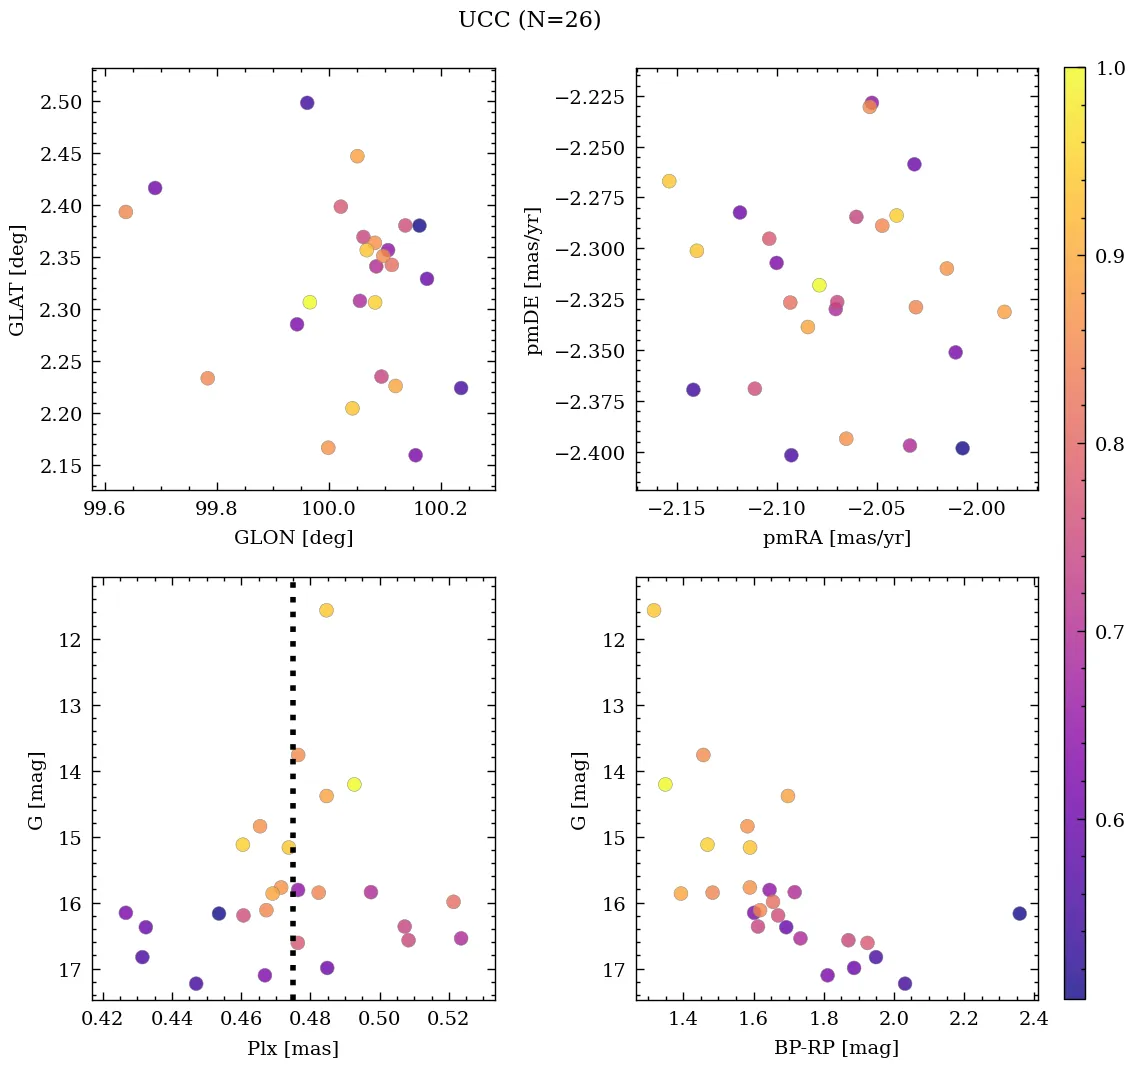 UCC (N=26)
2.50
2.45
2.40
2.35
2.30
2.25
2.20
2.15
GLAT [deg]
99.6 99.8 100.0 100.2
GLON [deg]
−2.225
−2.250
−2.275
−2.300
−2.325
−2.350
−2.375
−2.400
pmDE [mas/yr]
−2.15 −2.10 −2.05 −2.00
pmRA [mas/yr]
1.0
0.9
0.8
0.7
0.6
12
13
14
15
16
17
G [mag]
0.42 0.44 0.46 0.48 0.50 0.52
Plx [mas]
12
13
14
15
16
17
G [mag]
1.4 1.6 1.8 2.0 2.2 2.4
BP-RP [mag]